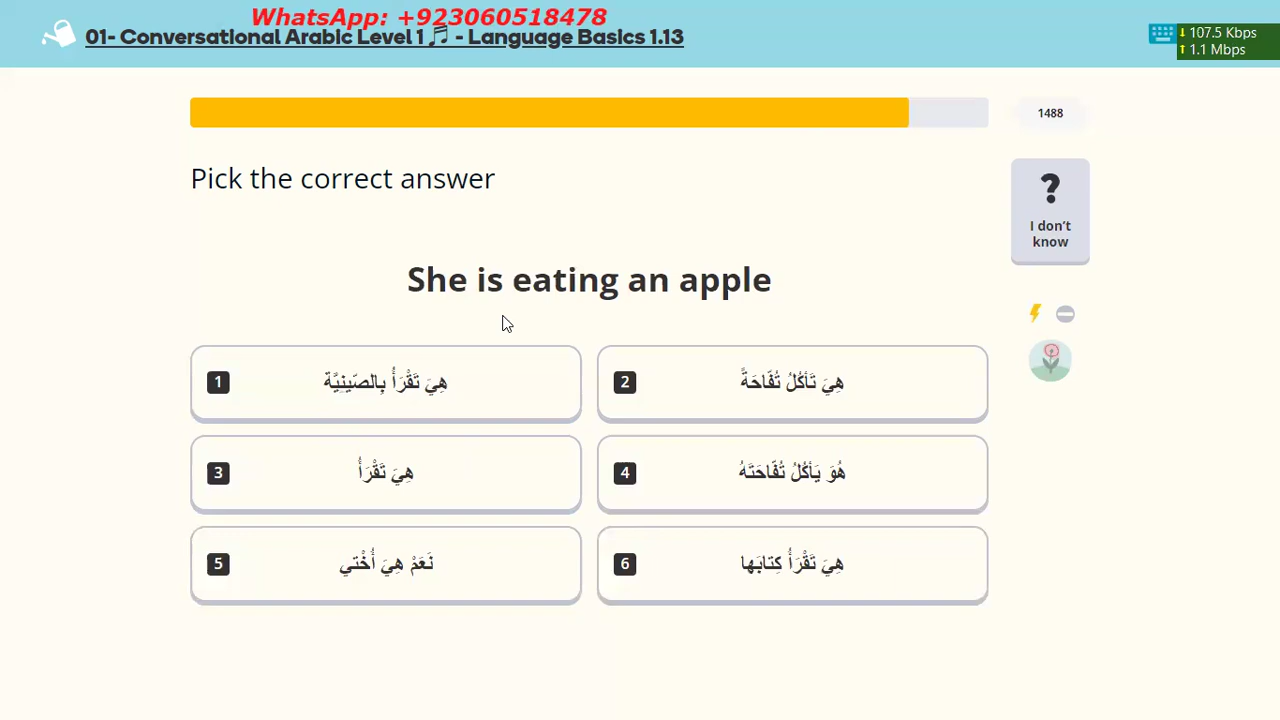 WhatsApp: +923060518478
01- Conversational Arabic Level 1 🎵 - Language Basics 1.13
107.5 Kbps
1.1 Mbps
1488
Pick the correct answer
?
I don't
know
She is eating an apple
1 هِيَ تَقْرَأُ بِالصّينِيَّة
2 هِيَ تَأكُلُ تُفّاحَةً
3 هِيَ تَقْرَأُ
4 هُوَ يَأكُلُ تُفّاحَتَهُ
5 نَعَمْ هِيَ أُخْتي
6 هِيَ تَقْرَأُ كِتابَها